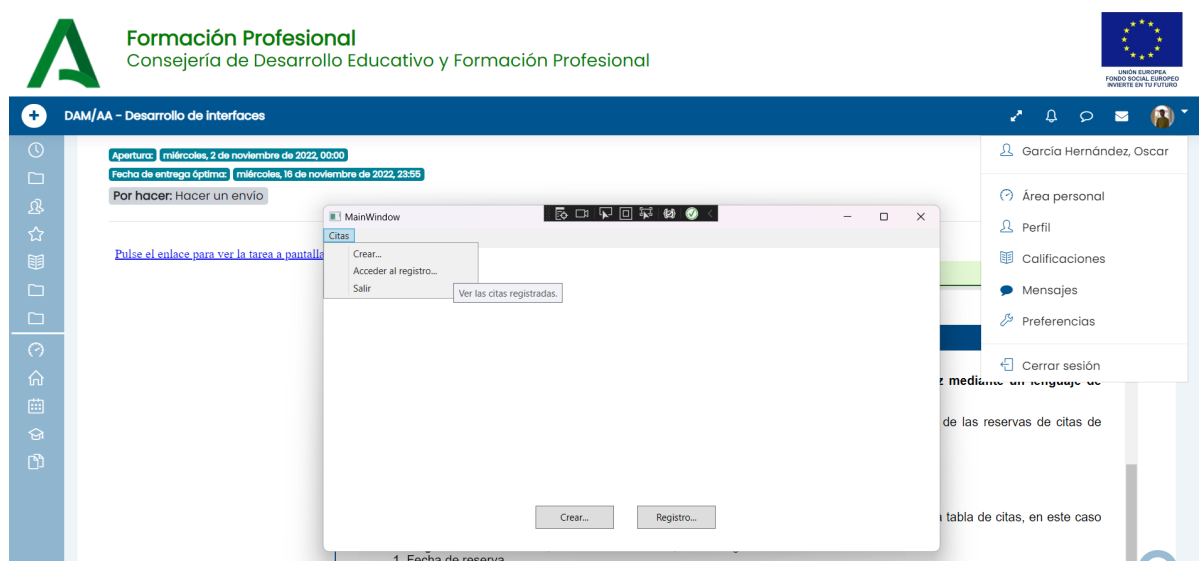 Formación Profesional
Consejería de Desarrollo Educativo y Formación Profesional
UNIÓN EUROPEA
FONDO SOCIAL EUROPEO
INVIERTE EN TU FUTURO
DAM/AA - Desarrollo de interfaces
Apertura: miércoles, 2 de noviembre de 2022, 00:00
Fecha de entrega óptima: miércoles, 16 de noviembre de 2022, 23:55
Por hacer: Hacer un envío
Pulse el enlace para ver la tarea a pantalla
MainWindow
Citas
Crear...
Acceder al registro...
Salir
Ver las citas registradas.
Crear...
Registro...
García Hernández, Oscar
Área personal
Perfil
Calificaciones
Mensajes
Preferencias
Cerrar sesión
z mediante un lenguaje de
de las reservas de citas de
tabla de citas, en este caso
1. Fecha de reserva